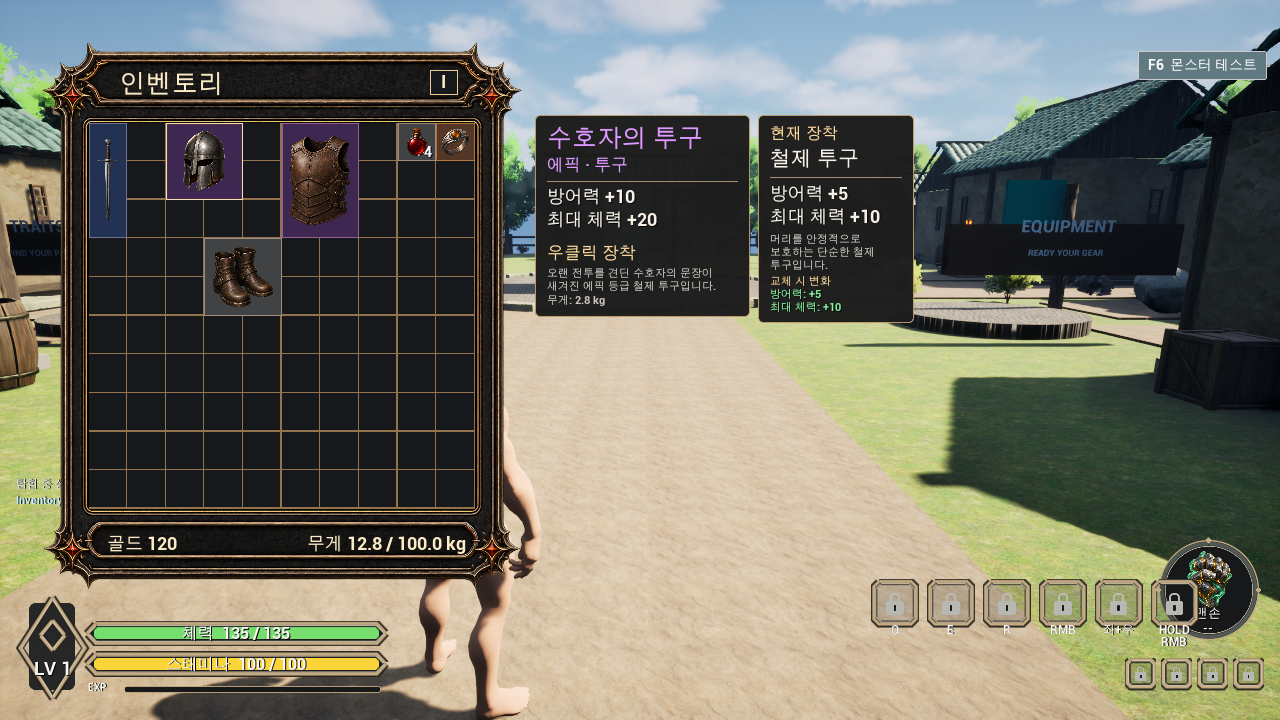 인벤토리
I
F6 몬스터 테스트
4
수호자의 투구
에픽 · 투구
방어력 +10
최대 체력 +20
우클릭 장착
오랜 전투를 견딘 수호자의 문장이
새겨진 에픽 등급 철제 투구입니다.
무게: 2.8 kg
현재 장착
철제 투구
방어력 +5
최대 체력 +10
머리를 안정적으로
보호하는 단순한 철제
투구입니다.
교체 시 변화
방어력: +5
최대 체력: +10
TRAITS
EQUIPMENT
READY YOUR GEAR
Inventory
골드 120
무게 12.8 / 100.0 kg
LV 1
체력 135 / 135
스태미나 100 / 100
EXP
Q
E
R
RMB
좌+우
HOLD
RMB
맨손
--